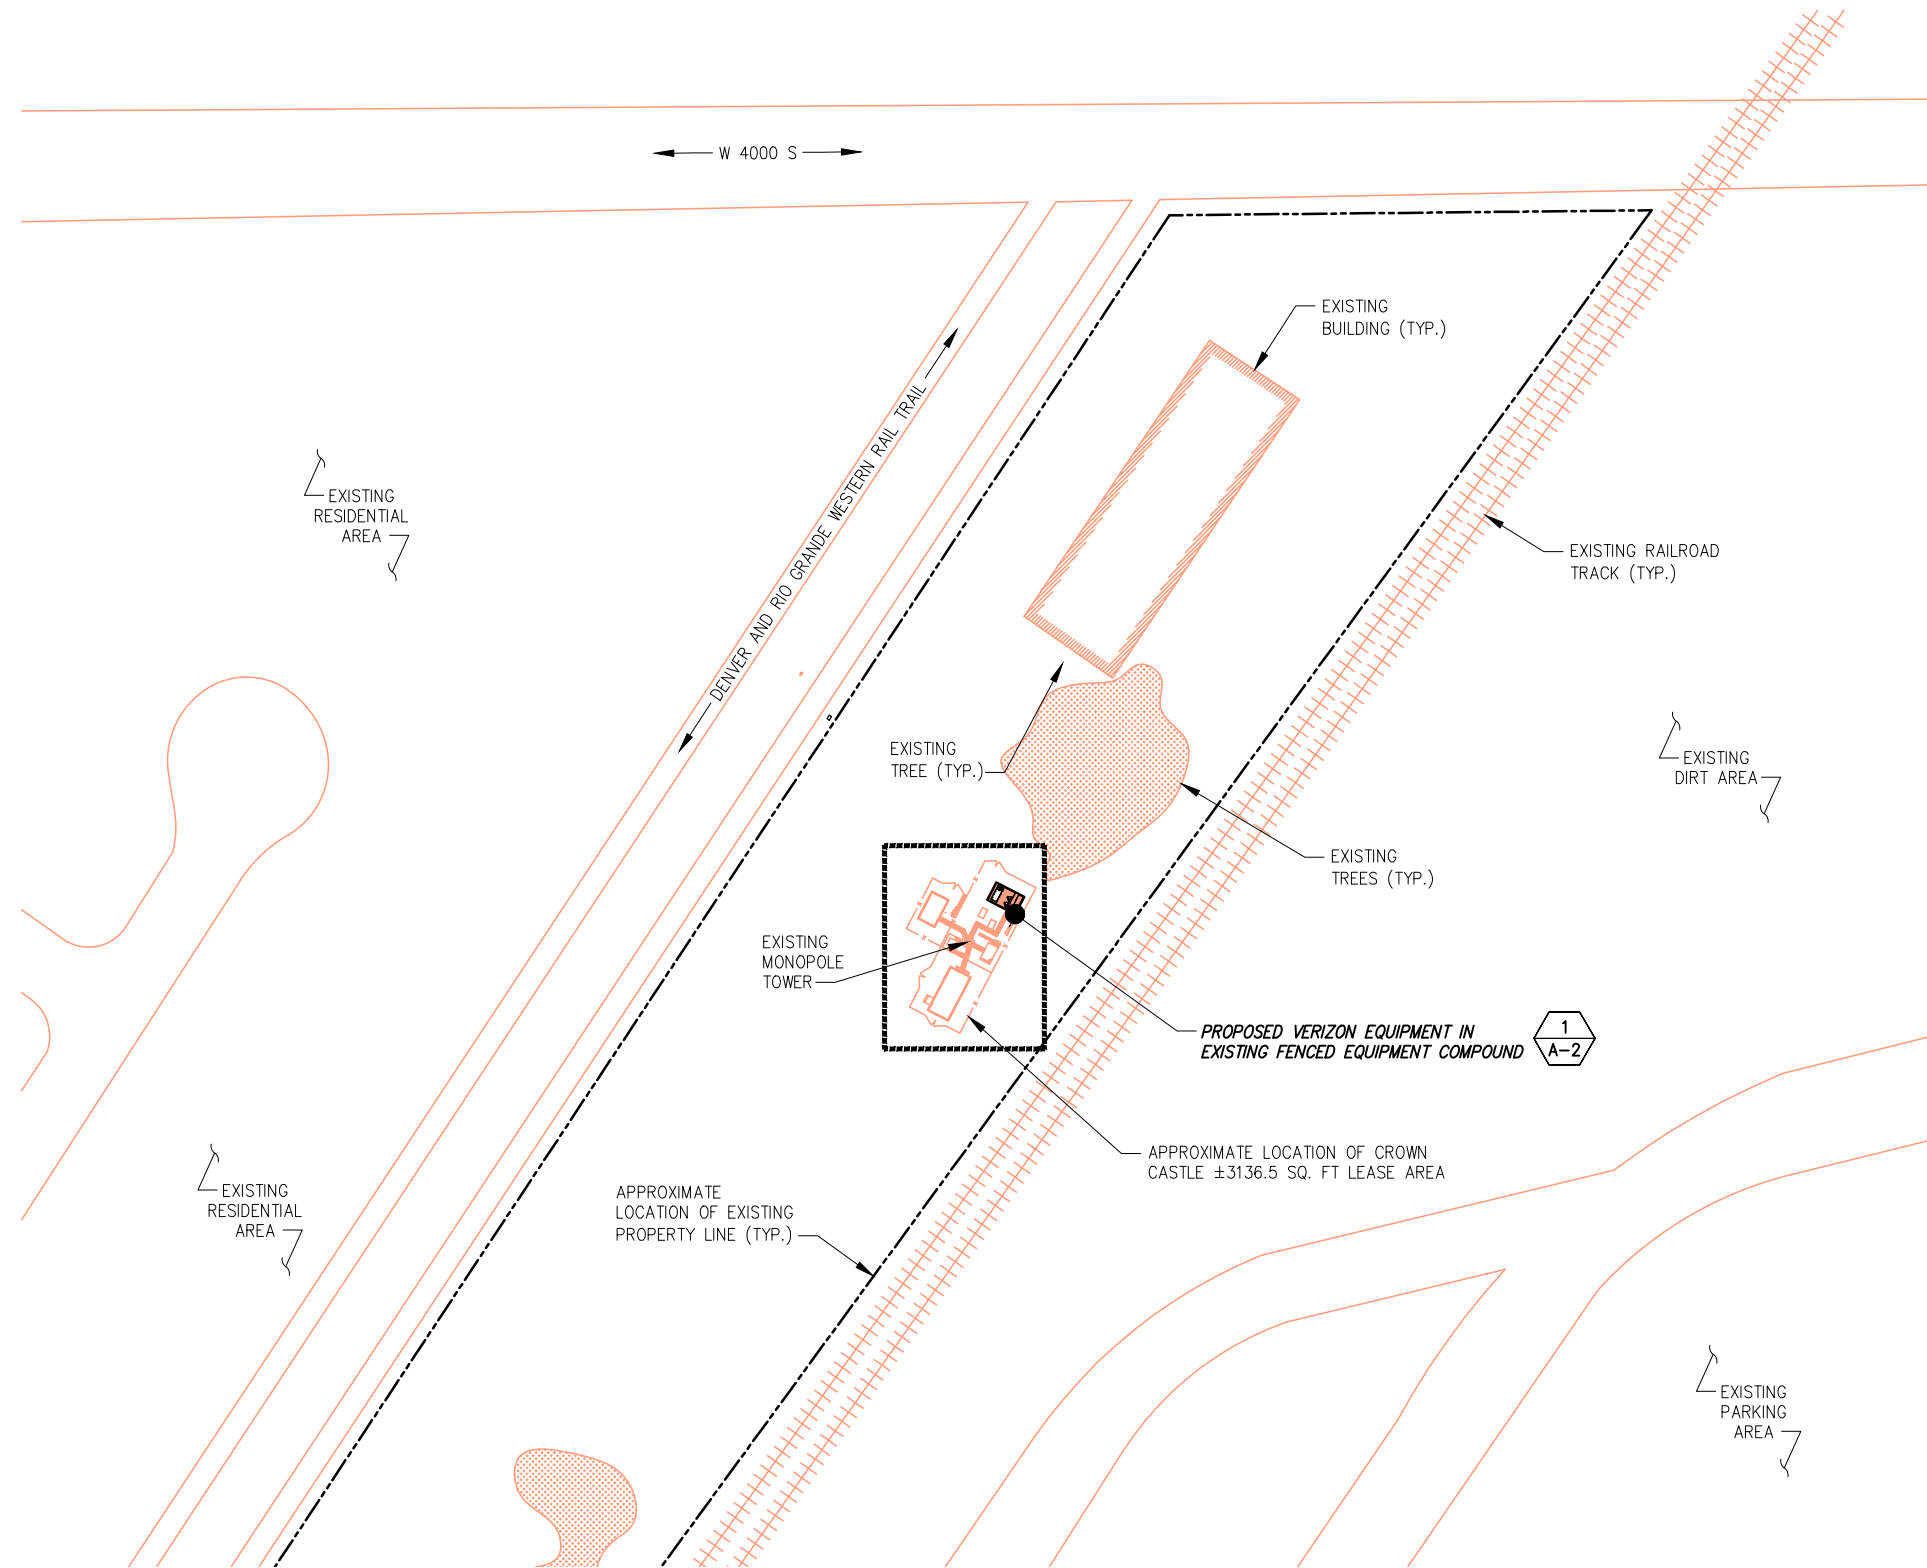 W 4000 S
EXISTING
BUILDING (TYP.)
DENVER AND RIO GRANDE WESTERN RAIL TRAIL
EXISTING
RESIDENTIAL
AREA
EXISTING RAILROAD
TRACK (TYP.)
EXISTING
TREE (TYP.)
EXISTING
DIRT AREA
EXISTING
TREES (TYP.)
EXISTING
MONOPOLE
TOWER
PROPOSED VERIZON EQUIPMENT IN
EXISTING FENCED EQUIPMENT COMPOUND
1
A-2
APPROXIMATE LOCATION OF CROWN
CASTLE ±3136.5 SQ. FT LEASE AREA
EXISTING
RESIDENTIAL
AREA
APPROXIMATE
LOCATION OF EXISTING
PROPERTY LINE (TYP.)
EXISTING
PARKING
AREA